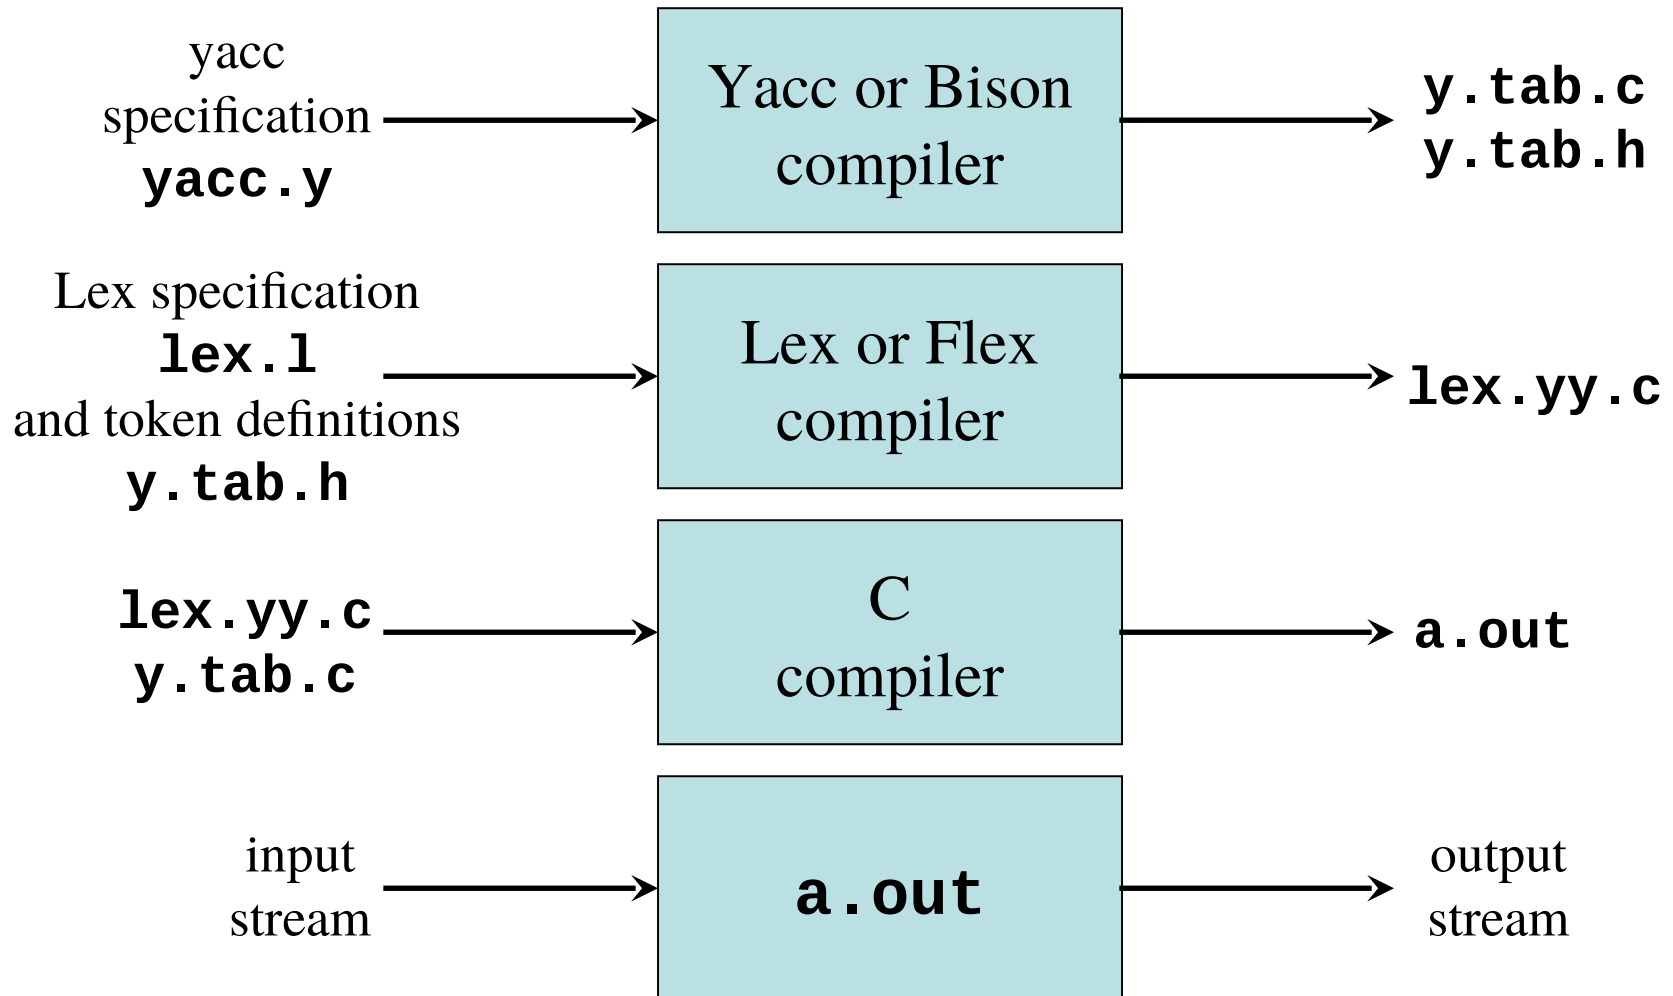 yacc
specification
yacc.y
Yacc or Bison
compiler
y.tab.c
y.tab.h
Lex specification
lex.l
and token definitions
y.tab.h
Lex or Flex
compiler
lex.yy.c
lex.yy.c
y.tab.c
C
compiler
a.out
input
stream
a.out
output
stream